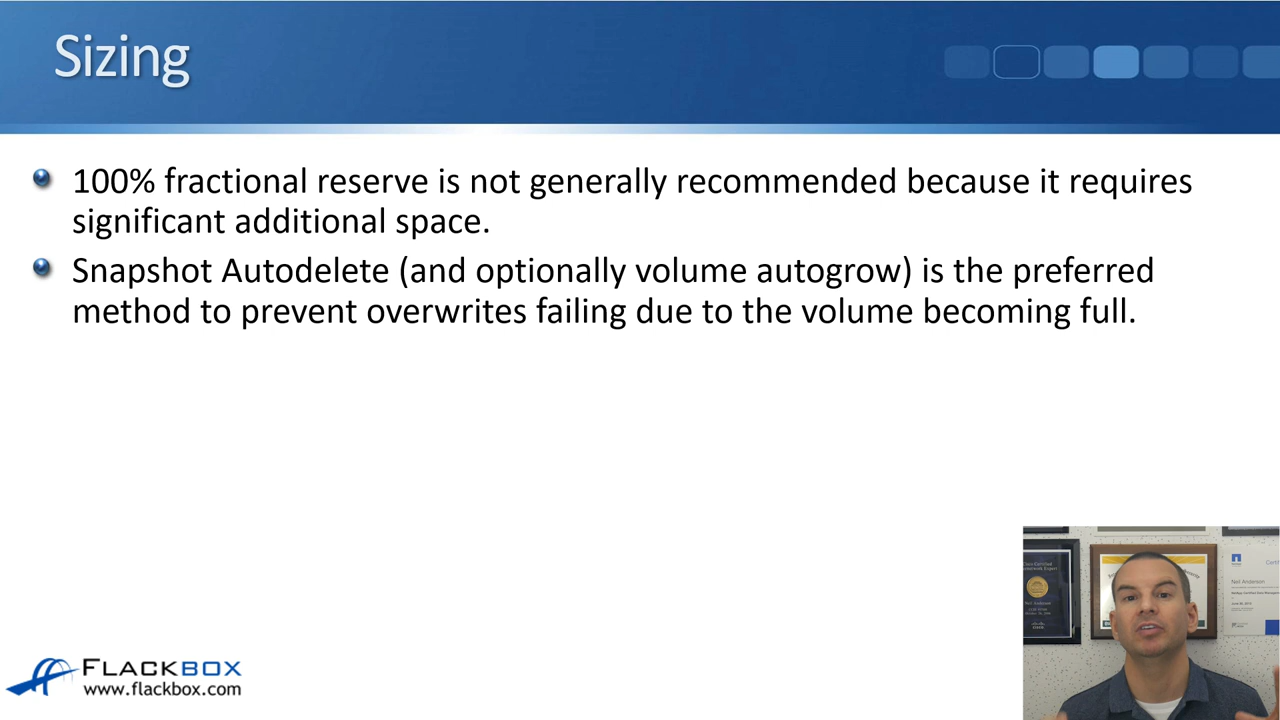 Sizing
100% fractional reserve is not generally recommended because it requires
significant additional space.
Snapshot Autodelete (and optionally volume autogrow) is the preferred
method to prevent overwrites failing due to the volume becoming full.
FLACKBOX
www.flackbox.com
Neil Anderson